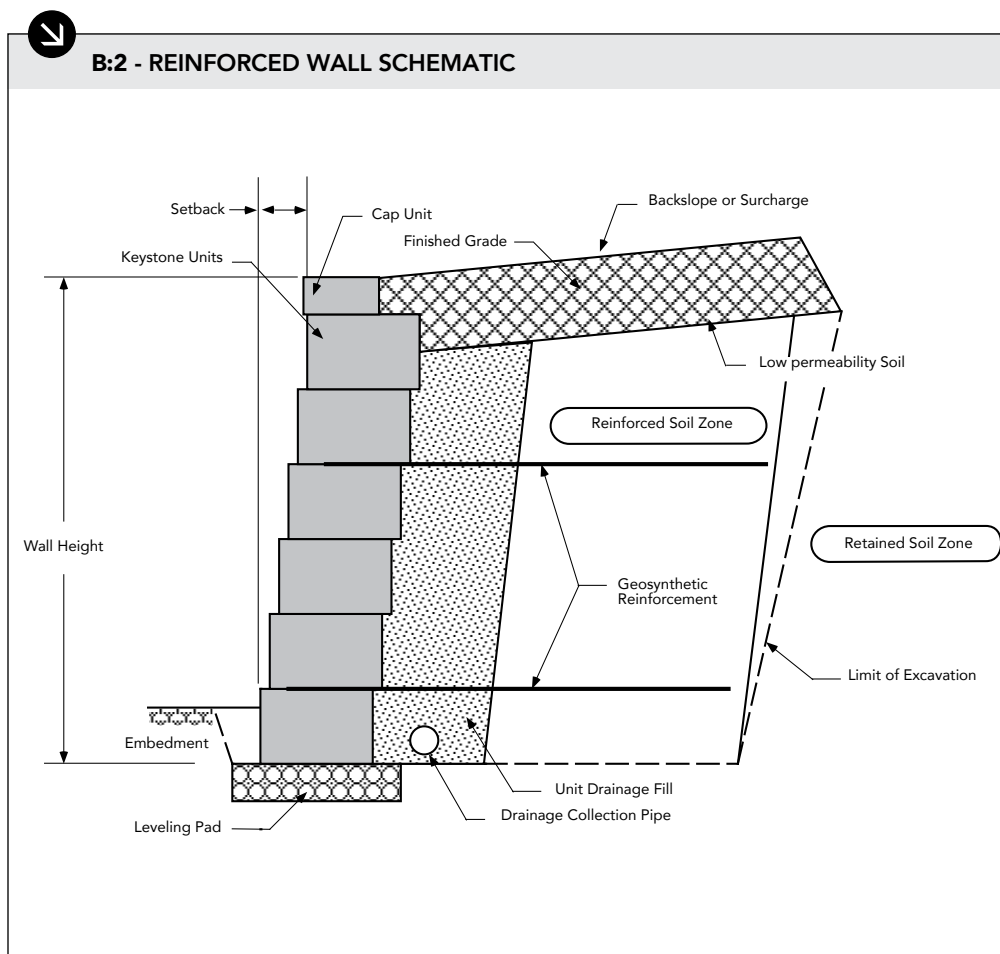 B:2 - REINFORCED WALL SCHEMATIC
Backslope or Surcharge
Setback
Cap Unit
Finished Grade
Keystone Units
Low permeability Soil
Reinforced Soil Zone
Wall Height
Retained Soil Zone
Geosynthetic
Reinforcement
Limit of Excavation
Embedment
Unit Drainage Fill
Drainage Collection Pipe
Leveling Pad